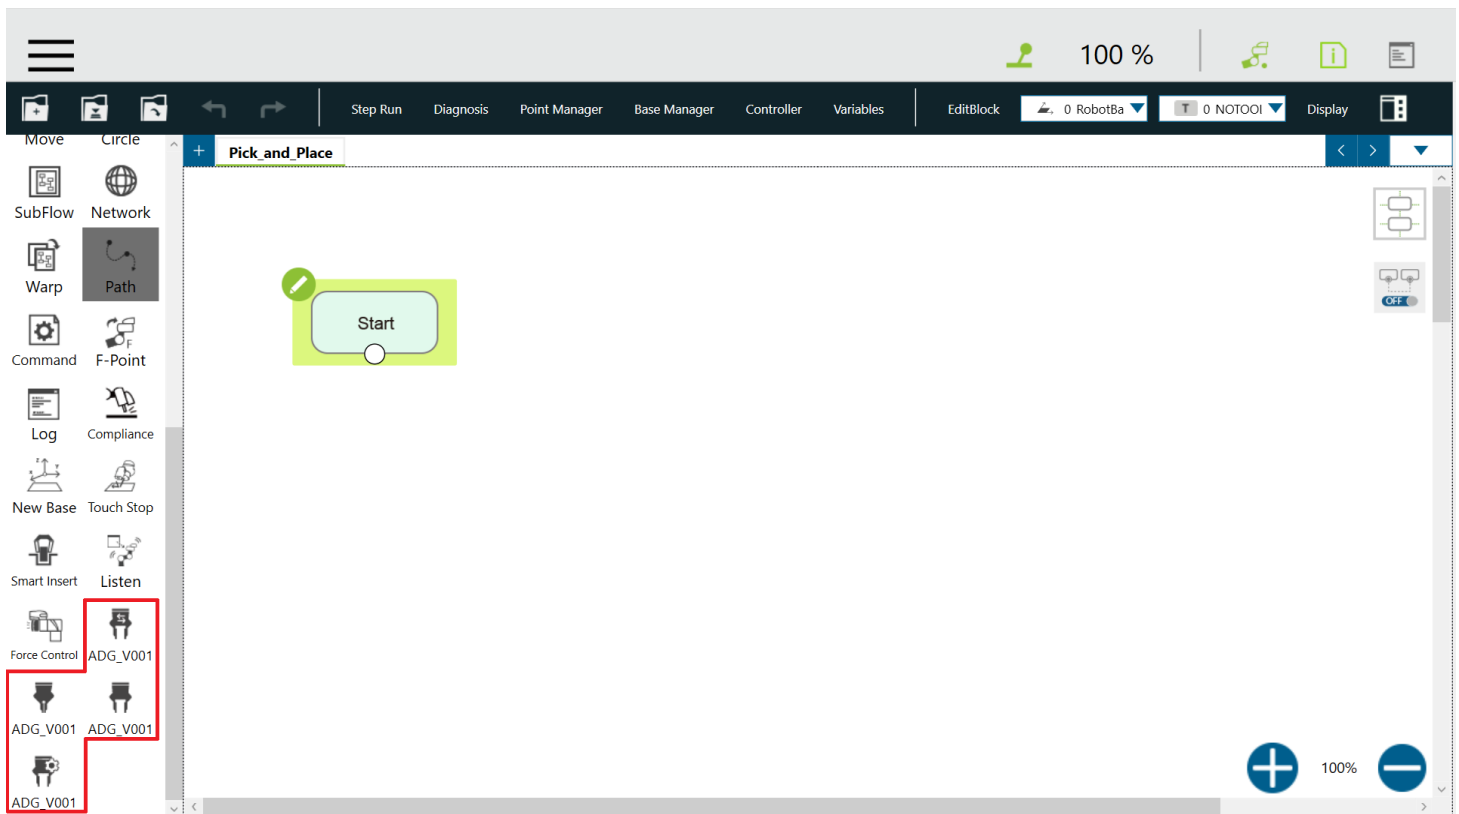 100 %
Step Run Diagnosis Point Manager Base Manager Controller Variables EditBlock 0 RobotBa T 0 NOTOOl Display
Move Circle
+ Pick_and_Place
SubFlow Network
Warp Path
Start
OFF
Command F-Point
F
Log Compliance
New Base Touch Stop
Smart Insert Listen
Force Control ADG_V001
ADG_V001 ADG_V001
ADG_V001
100%